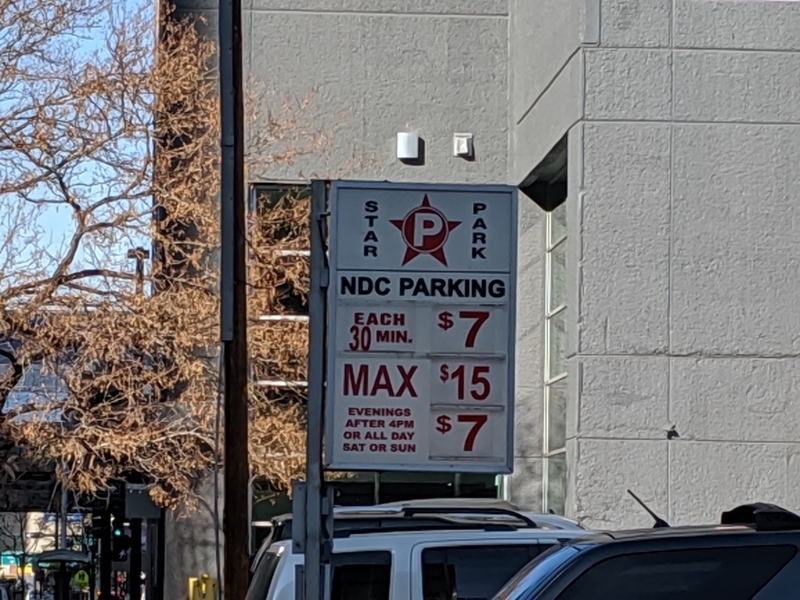 STAR P PARK
NDC PARKING
EACH 30 MIN. $7
MAX $15
EVENINGS
AFTER 4PM
OR ALL DAY
SAT OR SUN $7